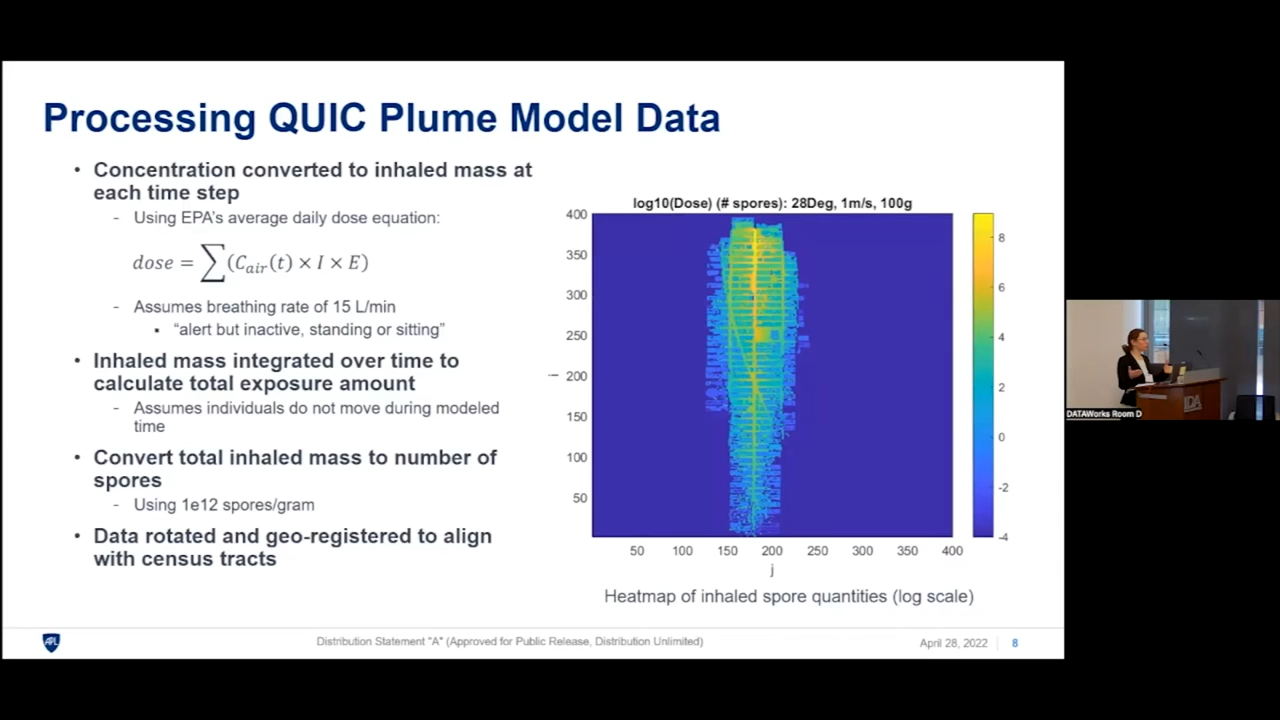 Processing QUIC Plume Model Data
• Concentration converted to inhaled mass at
each time step
- Using EPA's average daily dose equation:
dose = ∑(C_air(t) × I × E)
- Assumes breathing rate of 15 L/min
▪ "alert but inactive, standing or sitting"
• Inhaled mass integrated over time to
calculate total exposure amount
- Assumes individuals do not move during modeled
time
• Convert total inhaled mass to number of
spores
- Using 1e12 spores/gram
• Data rotated and geo-registered to align
with census tracts
log10(Dose) (# spores): 28Deg, 1m/s, 100g
400
350
300
250
200
150
100
50
50 100 150 200 250 300 350 400
j
8
6
4
2
0
-2
-4
Heatmap of inhaled spore quantities (log scale)
APL
Distribution Statement "A" (Approved for Public Release, Distribution Unlimited)
April 28, 2022
8
IDA
DATAWorks Room D